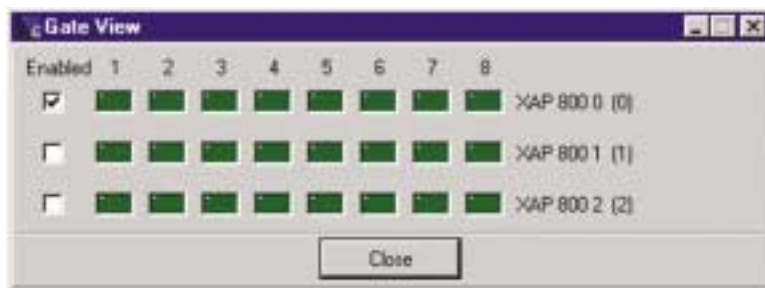 Gate View
Enabled 1 2 3 4 5 6 7 8
XAP 800 0 (0)
XAP 800 1 (1)
XAP 800 2 (2)
Close